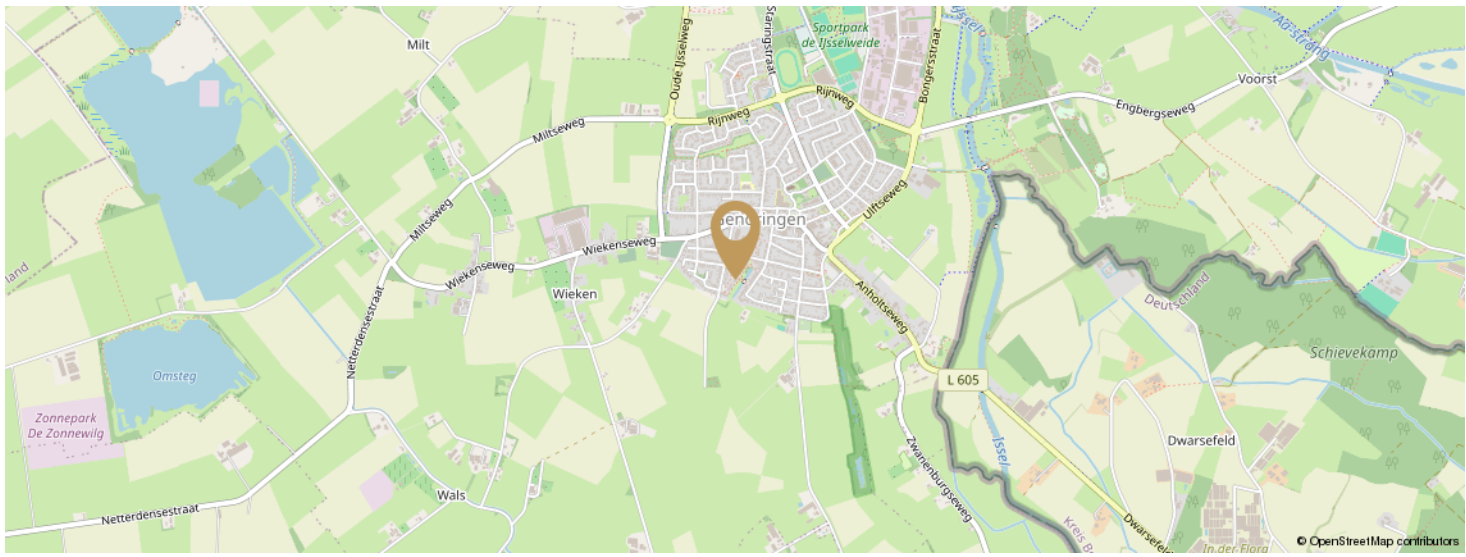 Milt
Oude IJsselweg
Staringstraat
Sportpark
de IJsselweide
Bongersstraat
IJssel
Aa-strang
Voorst
Engbergseweg
Rijnweg
Rijnweg
Miltseweg
Miltseweg
Ulftseweg
Wiekenseweg
Wiekenseweg
Wieken
Anholtseweg
Deutschland
Netterdensestraat
Omsteg
Schievekamp
L 605
Zonnepark
De Zonnewilg
Dwarsefeld
Issel
Zwanenburgseweg
Wals
Netterdensestraat
Dwarsefeld
In der Flora
© OpenStreetMap contributors